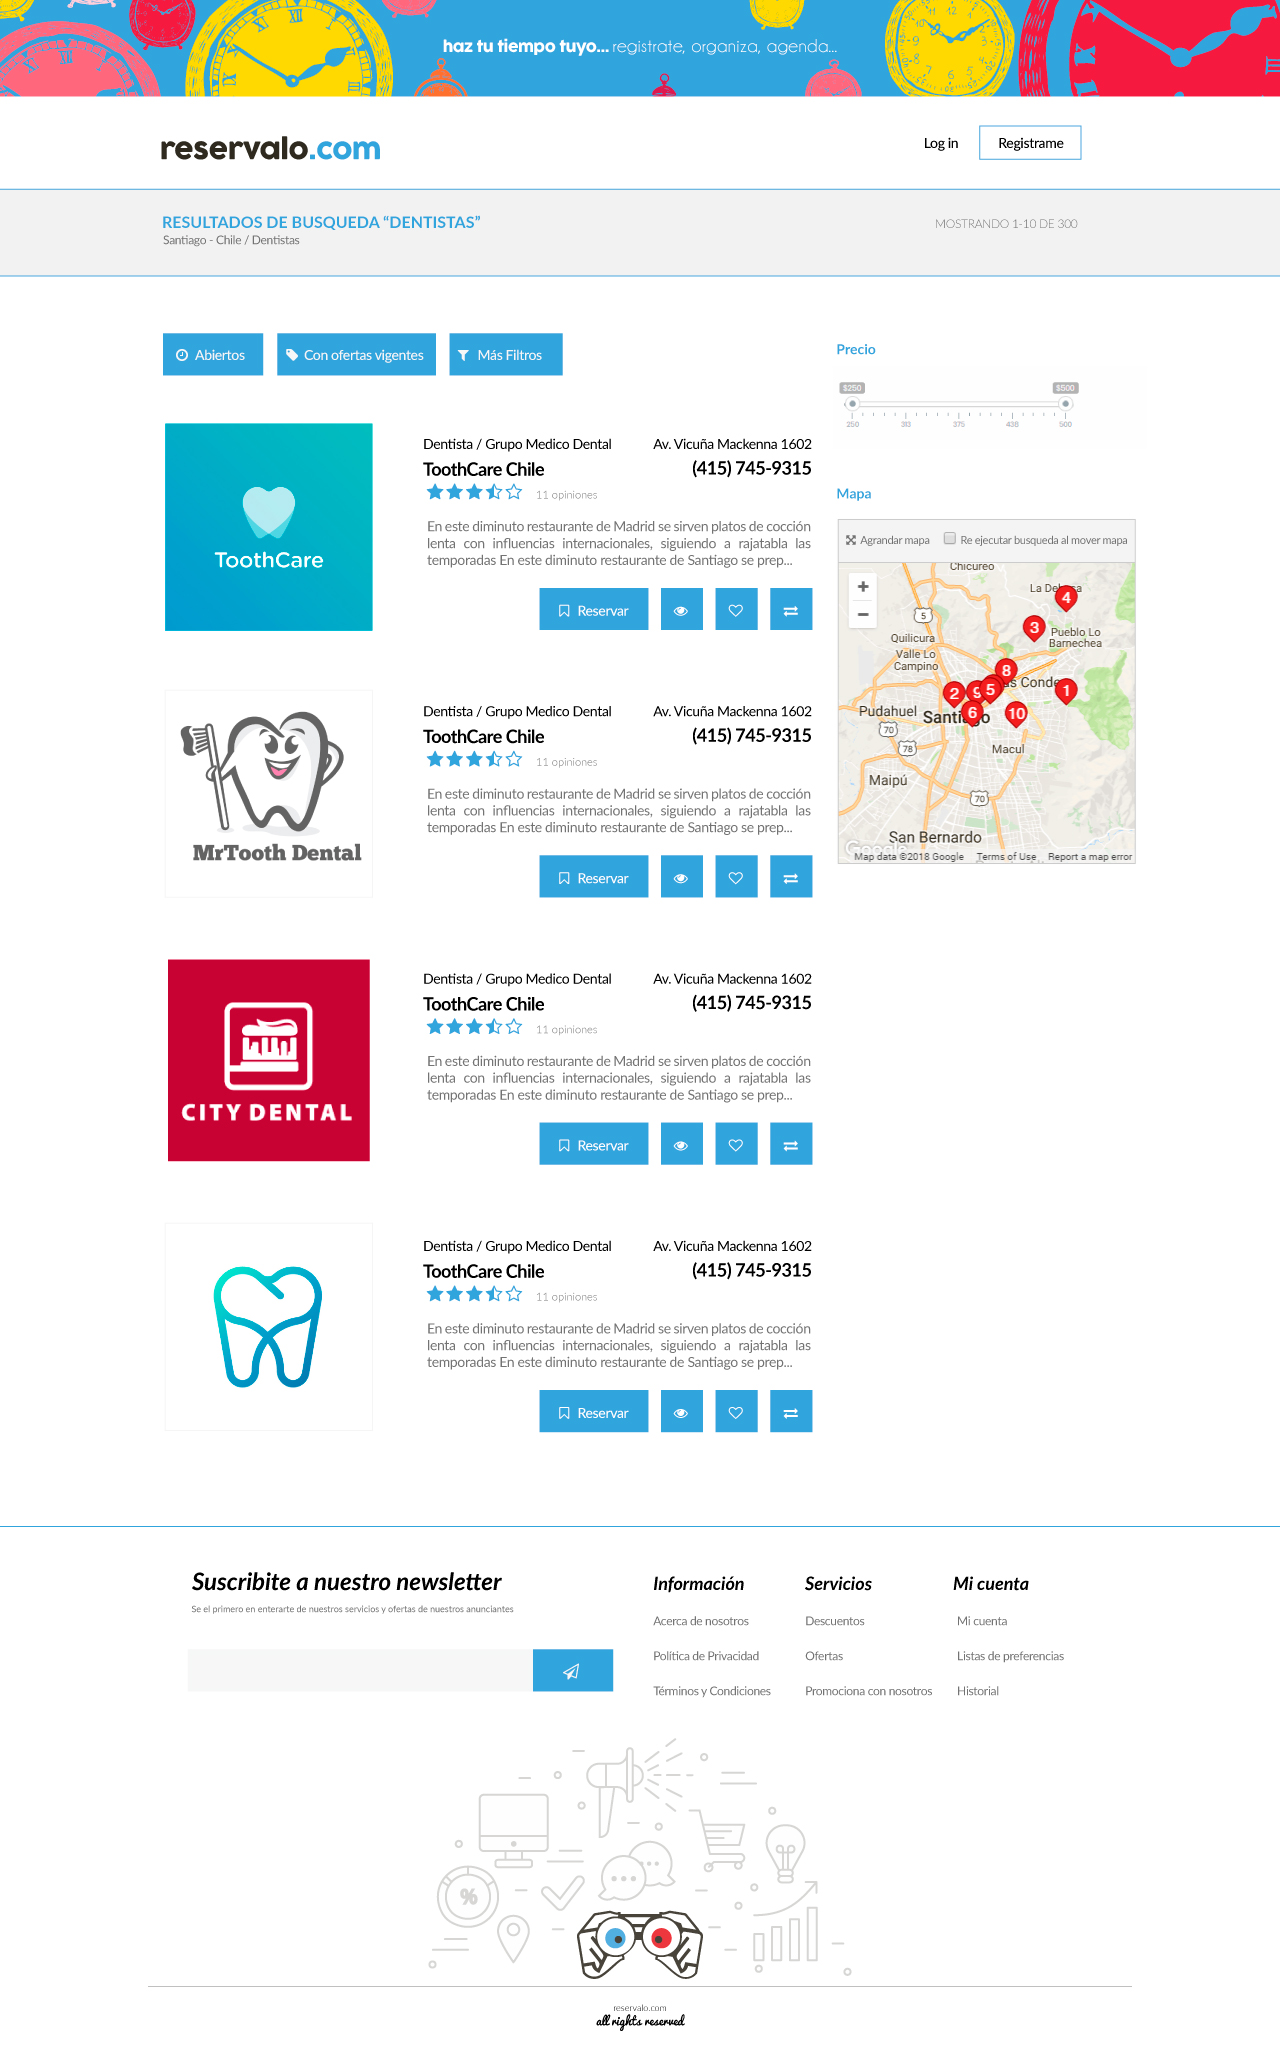 haz tu tiempo tuyo... registrate, organiza, agenda...
reservalo.com
Log in
Registrame
RESULTADOS DE BUSQUEDA “DENTISTAS”
MOSTRANDO 1-10 DE 300
Santiago - Chile / Dentistas
Abiertos
Con ofertas vigentes
Más Filtros
Precio
$250
$500
250
313
375
438
500
ToothCare
Dentista / Grupo Medico Dental
Av. Vicuña Mackenna 1602
ToothCare Chile
(415) 745-9315
11 opiniones
En este diminuto restaurante de Madrid se sirven platos de cocción
lenta con influencias internacionales, siguiendo a rajatabla las
temporadas En este diminuto restaurante de Santiago se prep...
Reservar
Mapa
Agrandar mapa
Re ejecutar busqueda al mover mapa
+
−
Chicureo
4
5
3
Pueblo Lo
Barnechea
Quilicura
Valle Lo
Campino
8
2
9
5
1
6
10
Pudahuel
70
78
Macul
Maipú
70
San Bernardo
Google
Map data ©2018 Google
Terms of Use
Report a map error
MrTooth Dental
Dentista / Grupo Medico Dental
Av. Vicuña Mackenna 1602
ToothCare Chile
(415) 745-9315
11 opiniones
En este diminuto restaurante de Madrid se sirven platos de cocción
lenta con influencias internacionales, siguiendo a rajatabla las
temporadas En este diminuto restaurante de Santiago se prep...
Reservar
CITY DENTAL
Dentista / Grupo Medico Dental
Av. Vicuña Mackenna 1602
ToothCare Chile
(415) 745-9315
11 opiniones
En este diminuto restaurante de Madrid se sirven platos de cocción
lenta con influencias internacionales, siguiendo a rajatabla las
temporadas En este diminuto restaurante de Santiago se prep...
Reservar
Dentista / Grupo Medico Dental
Av. Vicuña Mackenna 1602
ToothCare Chile
(415) 745-9315
11 opiniones
En este diminuto restaurante de Madrid se sirven platos de cocción
lenta con influencias internacionales, siguiendo a rajatabla las
temporadas En este diminuto restaurante de Santiago se prep...
Reservar
Suscribite a nuestro newsletter
Se el primero en enterarte de nuestros servicios y ofertas de nuestros anunciantes
Información
Acerca de nosotros
Política de Privacidad
Términos y Condiciones
Servicios
Descuentos
Ofertas
Promociona con nosotros
Mi cuenta
Mi cuenta
Listas de preferencias
Historial
%
reservalo.com
all rights reserved